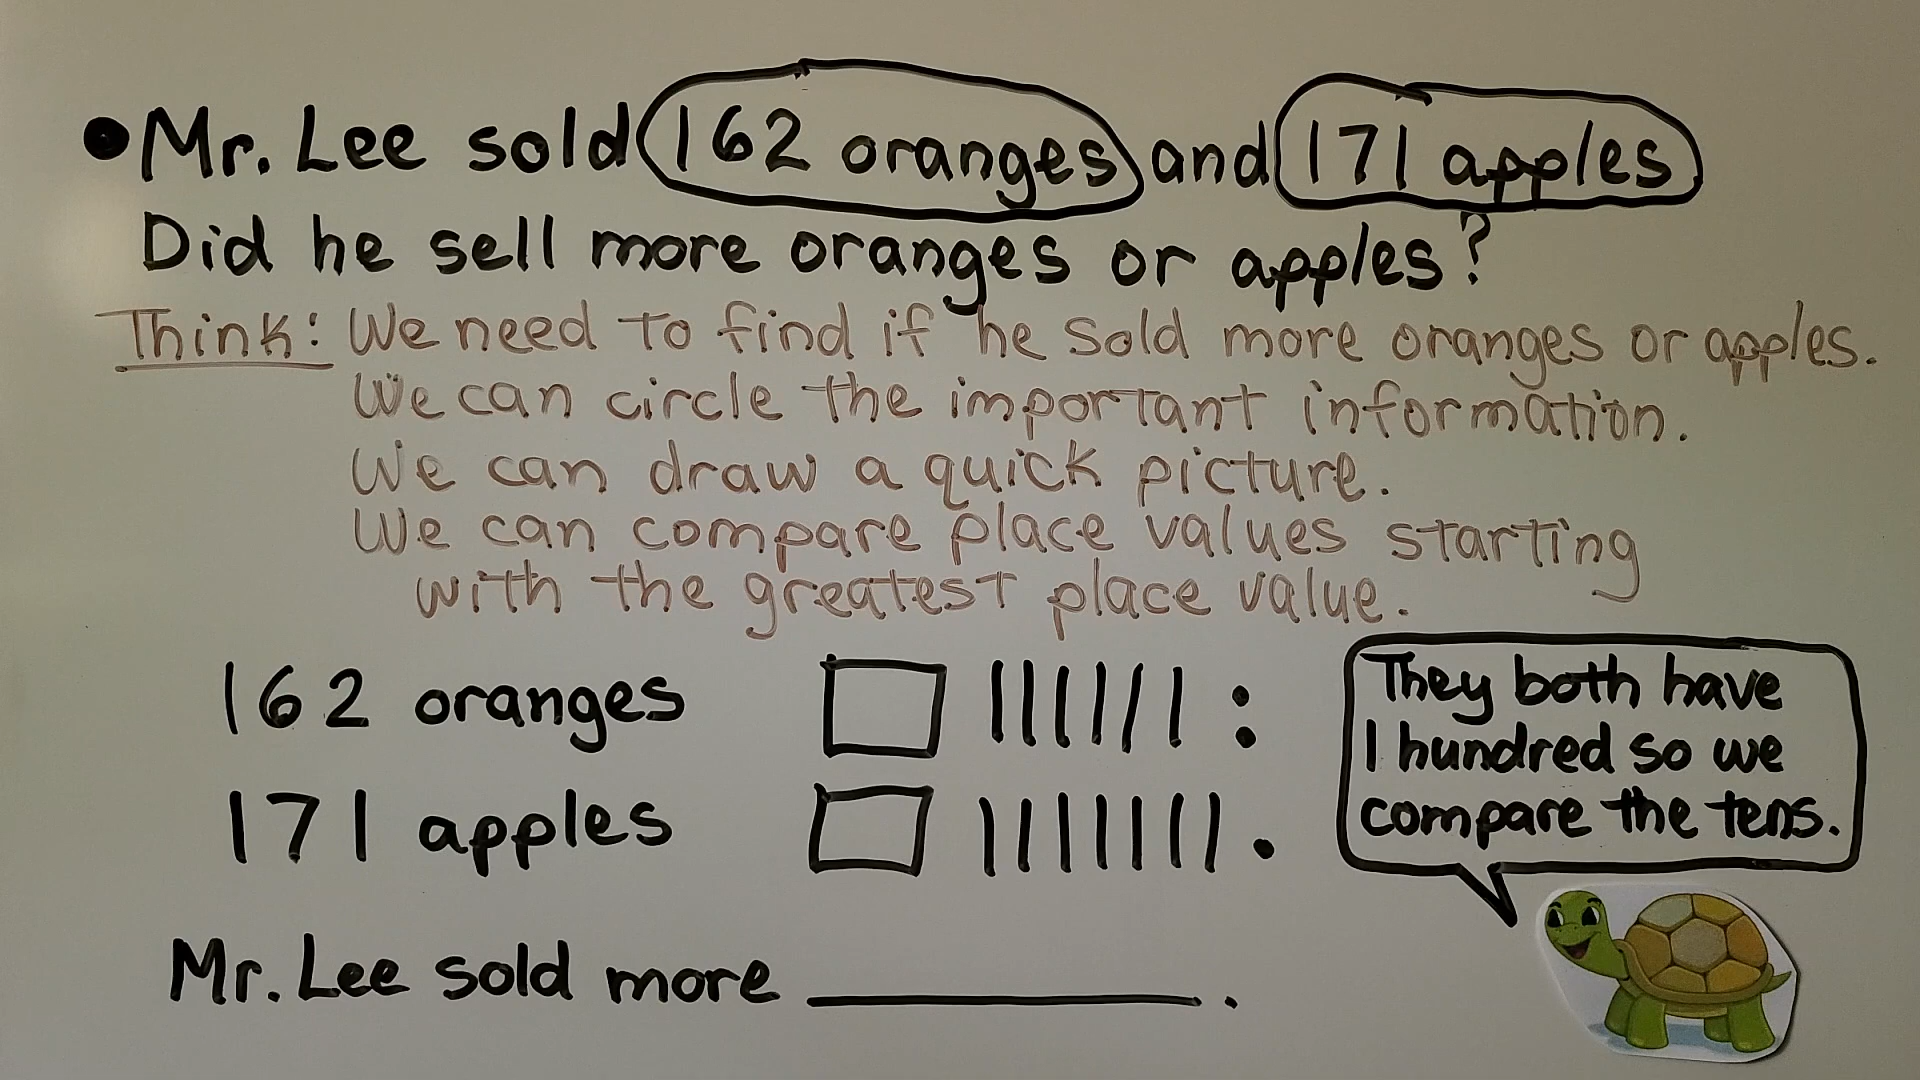 • Mr. Lee sold 162 oranges and 171 apples
Did he sell more oranges or apples?
Think: We need to find if he sold more oranges or apples.
We can circle the important information.
We can draw a quick picture.
We can compare place values starting
with the greatest place value.
162 oranges
171 apples
They both have
1 hundred so we
compare the tens.
Mr. Lee sold more ________.